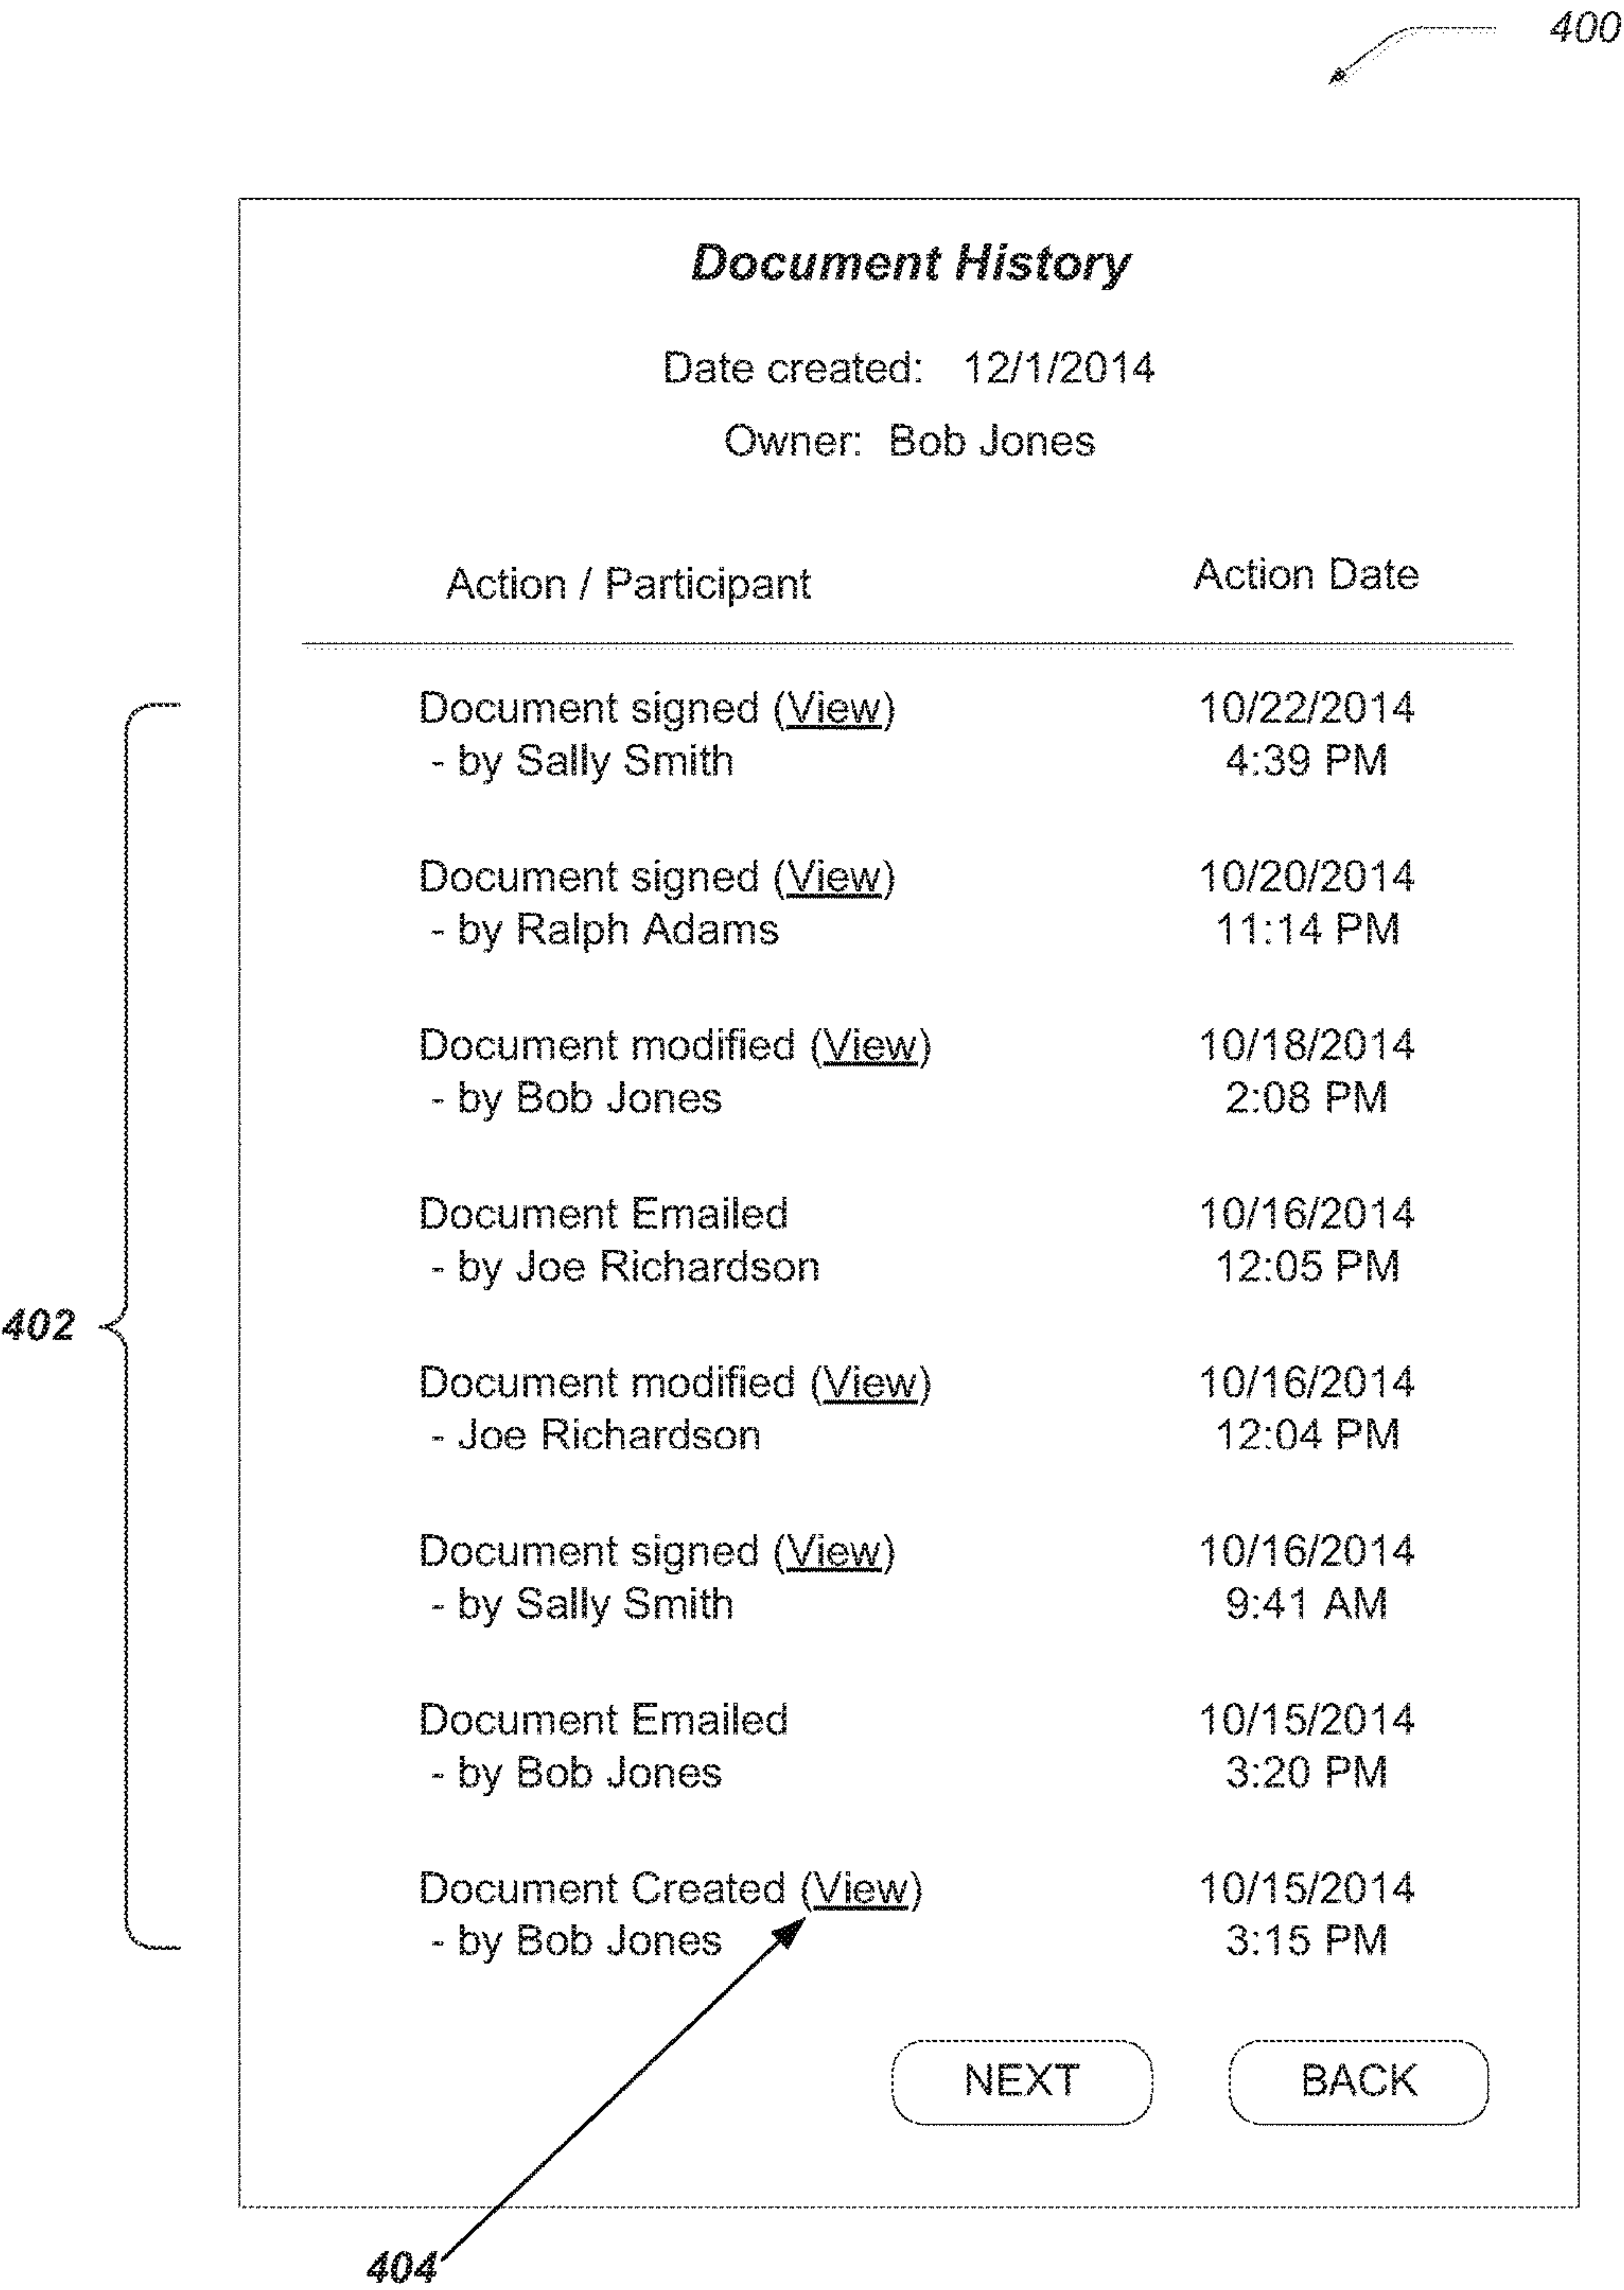 400
Document History
Date created: 12/1/2014
Owner: Bob Jones
Action / Participant Action Date
Document signed (View) 10/22/2014
- by Sally Smith 4:39 PM
Document signed (View) 10/20/2014
- by Ralph Adams 11:14 PM
Document modified (View) 10/18/2014
- by Bob Jones 2:08 PM
Document Emailed 10/16/2014
- by Joe Richardson 12:05 PM
402
Document modified (View) 10/16/2014
- Joe Richardson 12:04 PM
Document signed (View) 10/16/2014
- by Sally Smith 9:41 AM
Document Emailed 10/15/2014
- by Bob Jones 3:20 PM
Document Created (View) 10/15/2014
- by Bob Jones 3:15 PM
NEXT BACK
404